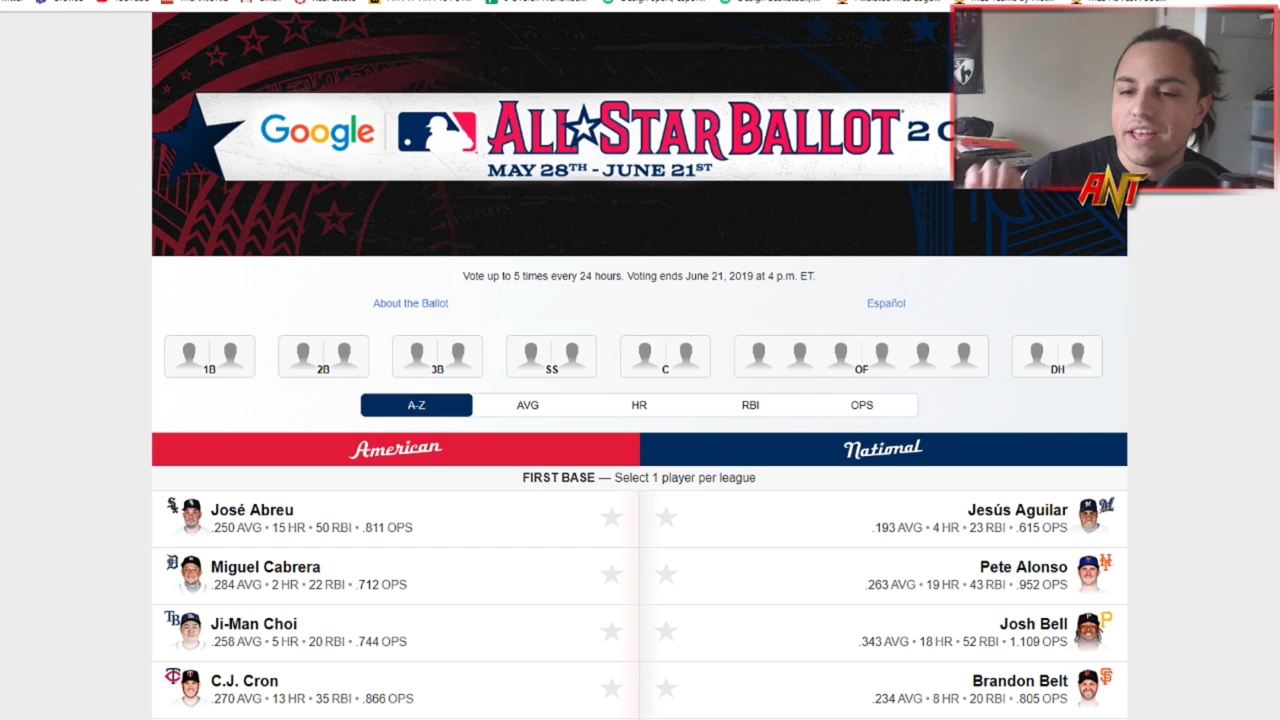 YouTube
Google ALL STAR BALLOT
MAY 28TH - JUNE 21ST
ANT
Vote up to 5 times every 24 hours. Voting ends June 21, 2019 at 4 p.m. ET.
About the Ballot Español
1B 2B 3B SS C OF DH
A-Z AVG HR RBI OPS
American National
FIRST BASE — Select 1 player per league
José Abreu Jesús Aguilar
.250 AVG • 15 HR • 50 RBI • .811 OPS .193 AVG • 4 HR • 23 RBI • .615 OPS
Miguel Cabrera Pete Alonso
.284 AVG • 2 HR • 22 RBI • .712 OPS .263 AVG • 19 HR • 43 RBI • .952 OPS
Ji-Man Choi Josh Bell
.258 AVG • 5 HR • 20 RBI • .744 OPS .343 AVG • 18 HR • 52 RBI • 1.109 OPS
C.J. Cron Brandon Belt
.270 AVG • 13 HR • 35 RBI • .866 OPS .234 AVG • 8 HR • 20 RBI • .805 OPS